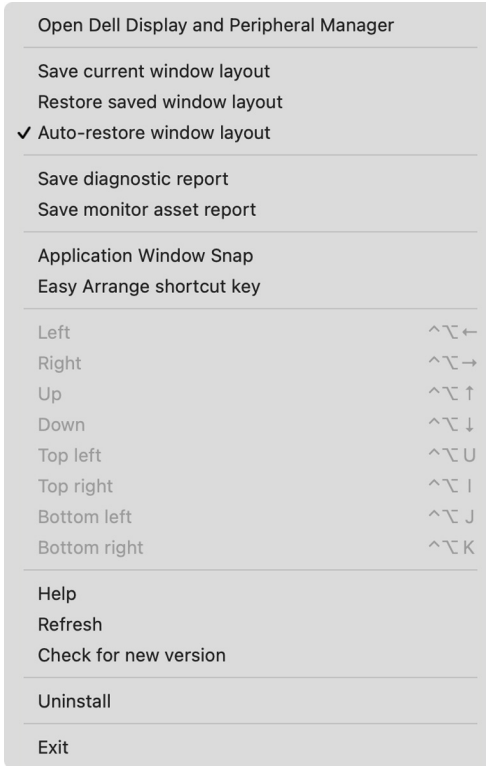 Open Dell Display and Peripheral Manager
Save current window layout
Restore saved window layout
✓ Auto-restore window layout
Save diagnostic report
Save monitor asset report
Application Window Snap
Easy Arrange shortcut key
Left ^⌥←
Right ^⌥→
Up ^⌥↑
Down ^⌥↓
Top left ^⌥U
Top right ^⌥I
Bottom left ^⌥J
Bottom right ^⌥K
Help
Refresh
Check for new version
Uninstall
Exit